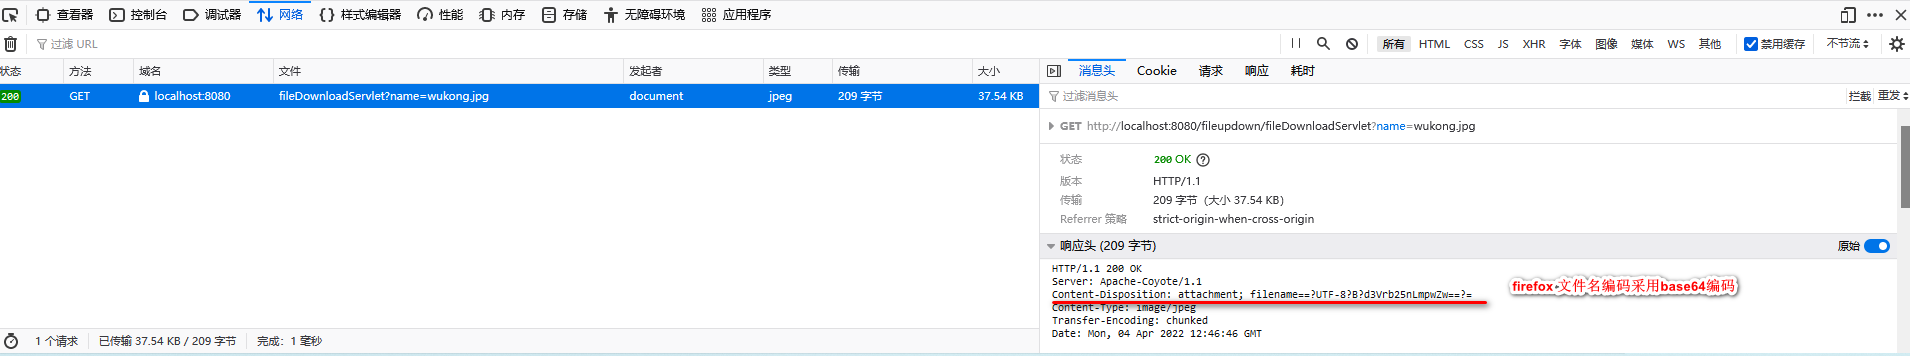 查看器 控制台 调试器 网络 样式编辑器 性能 内存 存储 无障碍环境 应用程序
过滤 URL 所有 HTML CSS JS XHR 字体 图像 媒体 WS 其他 禁用缓存 不节流
状态 方法 域名 文件 发起者 类型 传输 大小
200 GET localhost:8080 fileDownloadServlet?name=wukong.jpg document jpeg 209 字节 37.54 KB
消息头 Cookie 请求 响应 耗时
过滤消息头 拦截 重发
GET http://localhost:8080/fileupdown/fileDownloadServlet?name=wukong.jpg
状态 200 OK
版本 HTTP/1.1
传输 209 字节 (大小 37.54 KB)
Referrer 策略 strict-origin-when-cross-origin
响应头 (209 字节) 原始
HTTP/1.1 200 OK
Server: Apache-Coyote/1.1
Content-Disposition: attachment; filename==?UTF-8?B?d3Vrb25nLmpwZw==?=
Content-Type: image/jpeg
Transfer-Encoding: chunked
Date: Mon, 04 Apr 2022 12:46:46 GMT
firefox 文件名编码采用base64编码
1 个请求 已传输 37.54 KB / 209 字节 完成: 1 毫秒